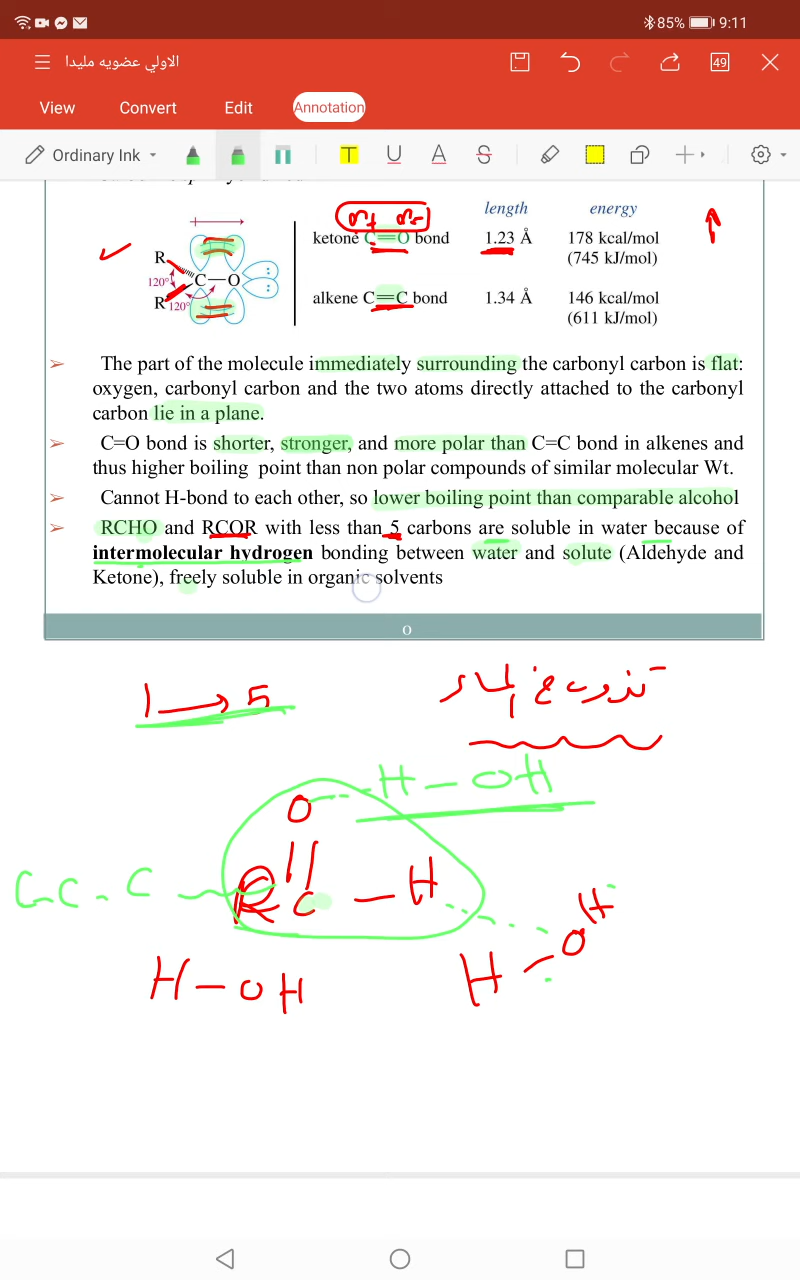 85% 9:11
الاولي عضويه مليدا 49
View Convert Edit Annotation
Ordinary Ink T U A S
length energy
ketone C=O bond 1.23 Å 178 kcal/mol
(745 kJ/mol)
R
120°
C—O
R 120°
alkene C=C bond 1.34 Å 146 kcal/mol
(611 kJ/mol)
➢ The part of the molecule immediately surrounding the carbonyl carbon is flat:
oxygen, carbonyl carbon and the two atoms directly attached to the carbonyl
carbon lie in a plane.
➢ C=O bond is shorter, stronger, and more polar than C=C bond in alkenes and
thus higher boiling point than non polar compounds of similar molecular Wt.
➢ Cannot H-bond to each other, so lower boiling point than comparable alcohol
➢ RCHO and RCOR with less than 5 carbons are soluble in water because of
intermolecular hydrogen bonding between water and solute (Aldehyde and
Ketone), freely soluble in organic solvents
1 → 5
H-OH
O
C-C-C R C - H
H
O
H-OH H